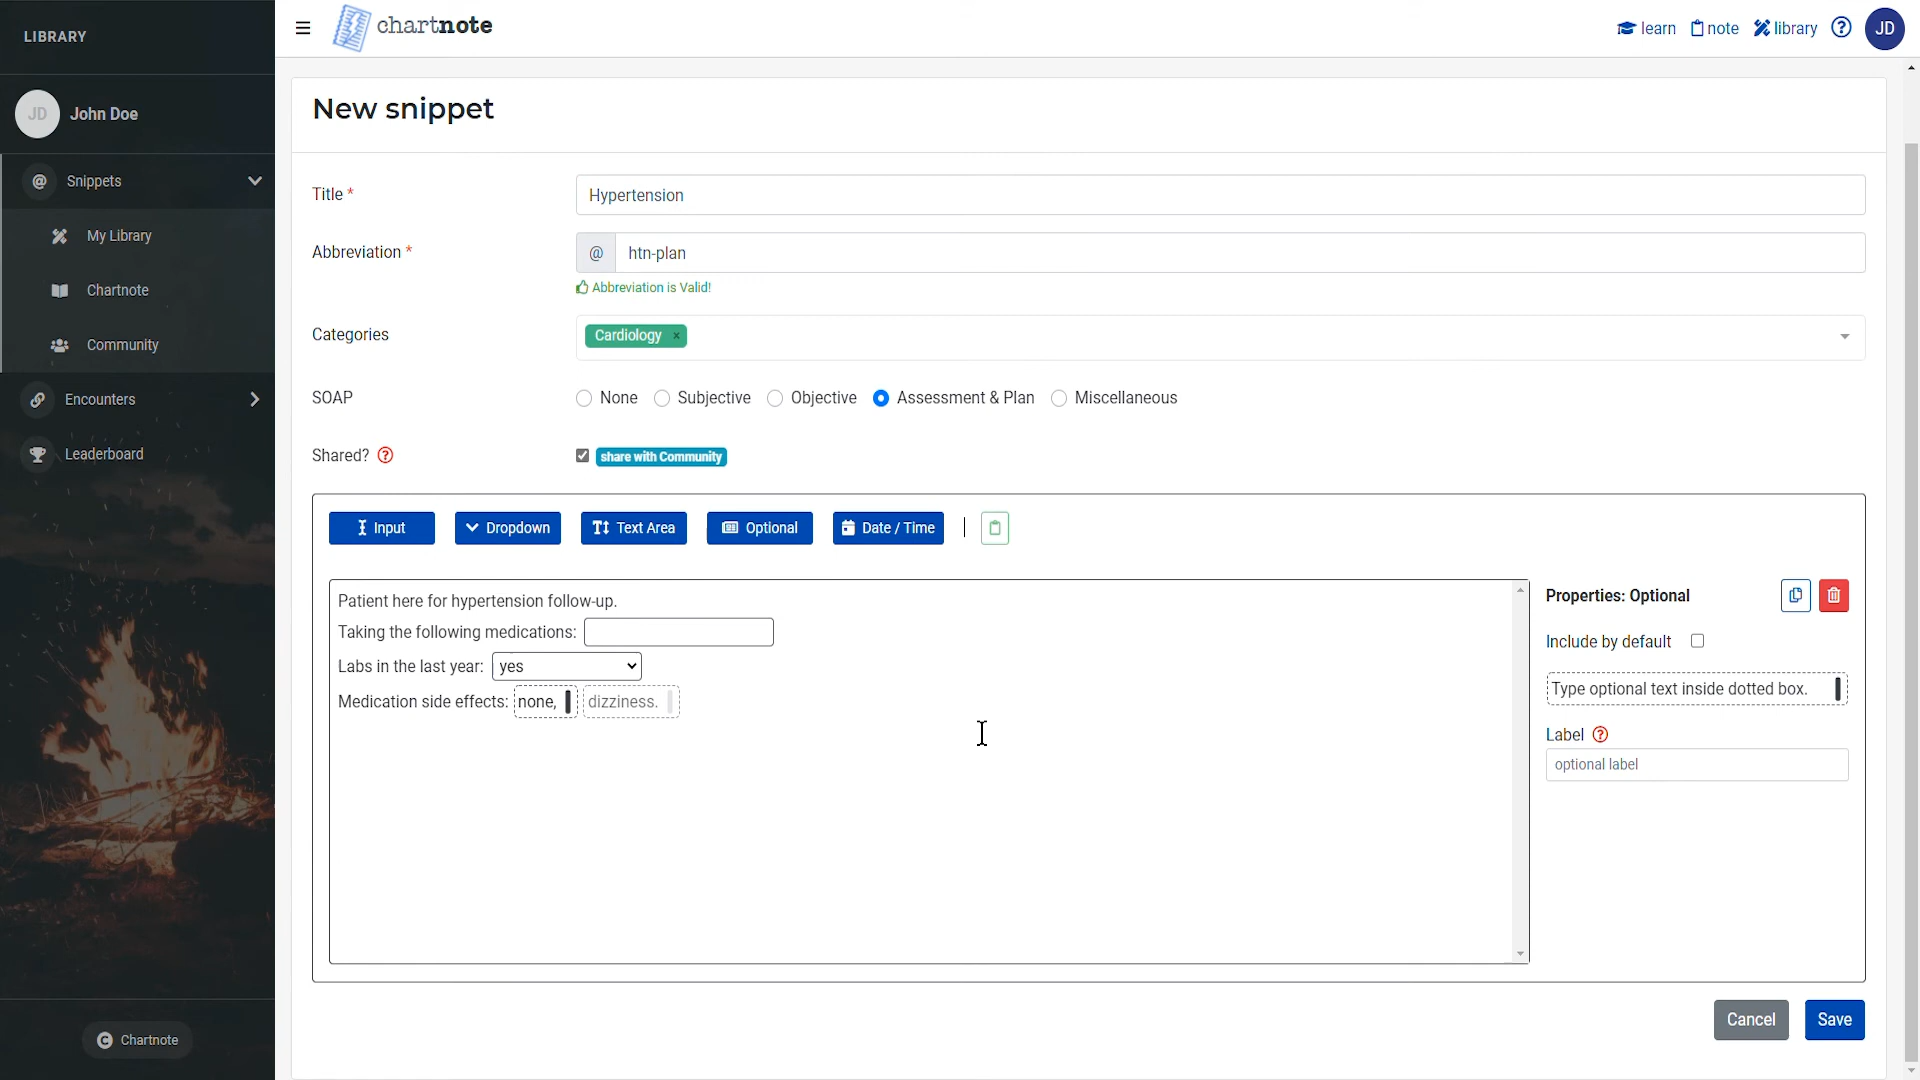 LIBRARY
chartnote
learn
note
library
JD
JD
John Doe
@ Snippets
My Library
Chartnote
Community
Encounters
Leaderboard
C Chartnote
New snippet
Title *
Hypertension
Abbreviation *
@ htn-plan
Abbreviation is Valid!
Categories
Cardiology ×
SOAP
None Subjective Objective Assessment & Plan Miscellaneous
Shared? ?
share with Community
Input Dropdown Text Area Optional Date / Time
Patient here for hypertension follow-up.
Taking the following medications:
Labs in the last year: yes
Medication side effects: none, dizziness.
Properties: Optional
Include by default
Type optional text inside dotted box.
Label ?
optional label
Cancel Save